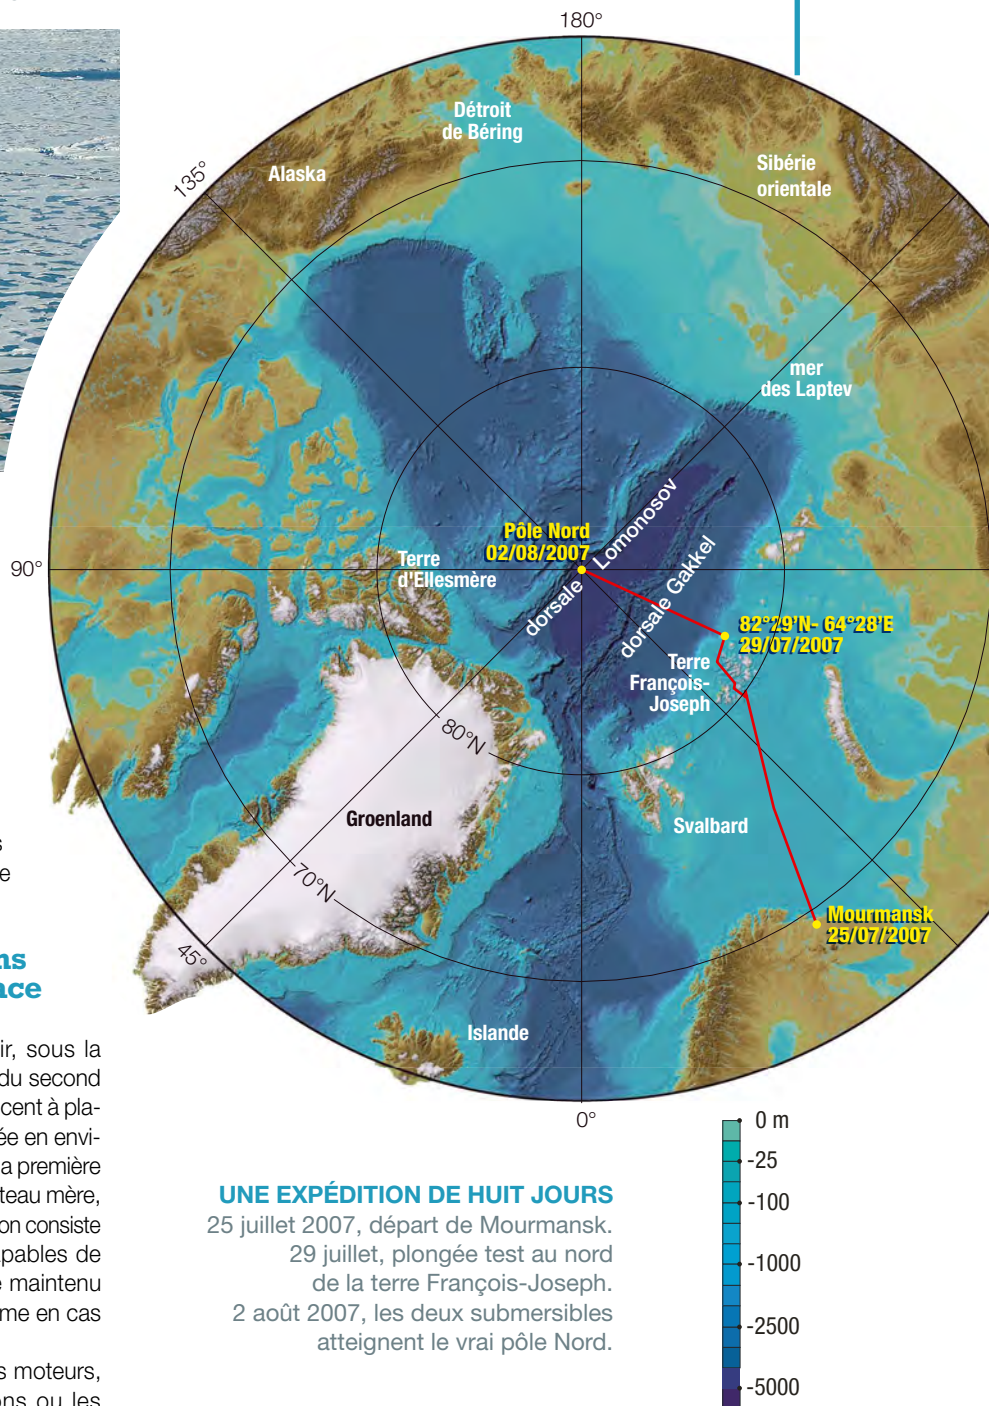 180°
135°
Détroit
de Béring
Alaska
Sibérie
orientale
mer
des Laptev
90°
Pôle Nord
02/08/2007
dorsale Lomonosov
dorsale Gakkel
Terre
d'Ellesmère
82°29'N- 64°28'E
29/07/2007
Terre
François-
Joseph
80°N
Groenland
Svalbard
70°N
Mourmansk
25/07/2007
45°
Islande
0°
0 m
-25
-100
-1000
-2500
-5000
UNE EXPÉDITION DE HUIT JOURS
25 juillet 2007, départ de Mourmansk.
29 juillet, plongée test au nord
de la terre François-Joseph.
2 août 2007, les deux submersibles
atteignent le vrai pôle Nord.
ir, sous la
du second
cent à pla-
ée en envi-
a première
teau mère,
on consiste
pables de
maintenu
me en cas
s moteurs,
ons ou les